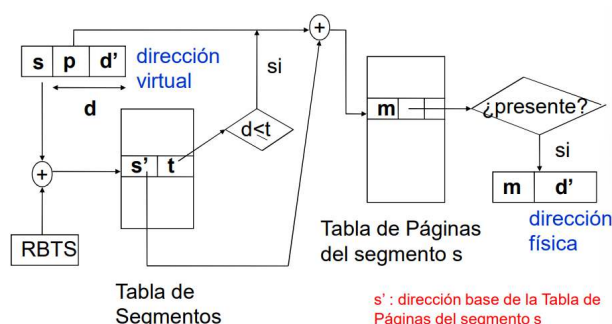 s p d’
dirección
virtual
d
+
RBTS
s’ t
Tabla de
Segmentos
d≤t
si
+
m
Tabla de Páginas
del segmento s
¿presente?
si
m d’
dirección
física
s’ : dirección base de la Tabla de
Páginas del segmento s